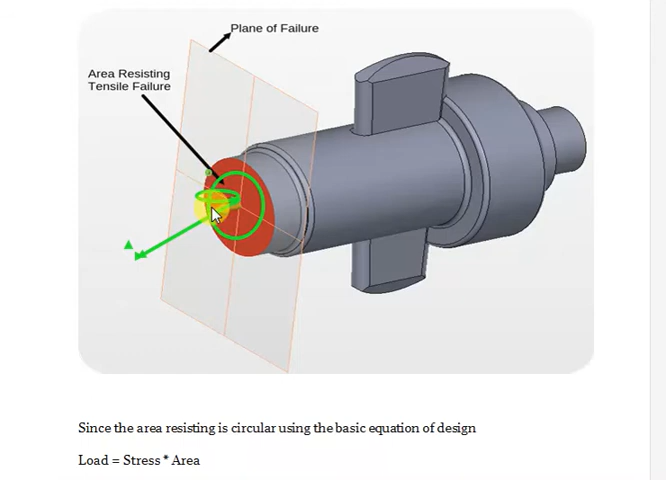 Plane of Failure
Area Resisting
Tensile Failure
Since the area resisting is circular using the basic equation of design
Load = Stress * Area